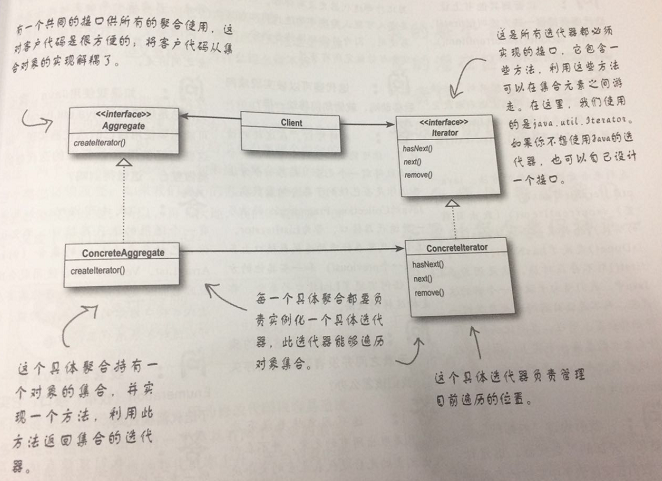 有一个共同的接口供所有的聚合使用，这
对客户代码是很方便的，将客户代码从集
合对象的实现解耦了。
这是所有迭代器都必须
实现的接口，它包含一
些方法，利用这些方法
可以在集合元素之间游
走。在这里，我们使用
的是java.util.Iterator。
如果你不想使用Java的迭
代器，也可以自己设计
一个接口。
<<interface>>
Aggregate
createIterator()
Client
<<interface>>
Iterator
hasNext()
next()
remove()
ConcreteAggregate
createIterator()
ConcreteIterator
hasNext()
next()
remove()
每一个具体聚合都要负
责实例化一个具体迭代
器，此迭代器能够遍历
对象集合。
这个具体聚合持有一
个对象的集合，并实
现一个方法，利用此
方法返回集合的迭代
器。
这个具体迭代器负责管理
目前遍历的位置。